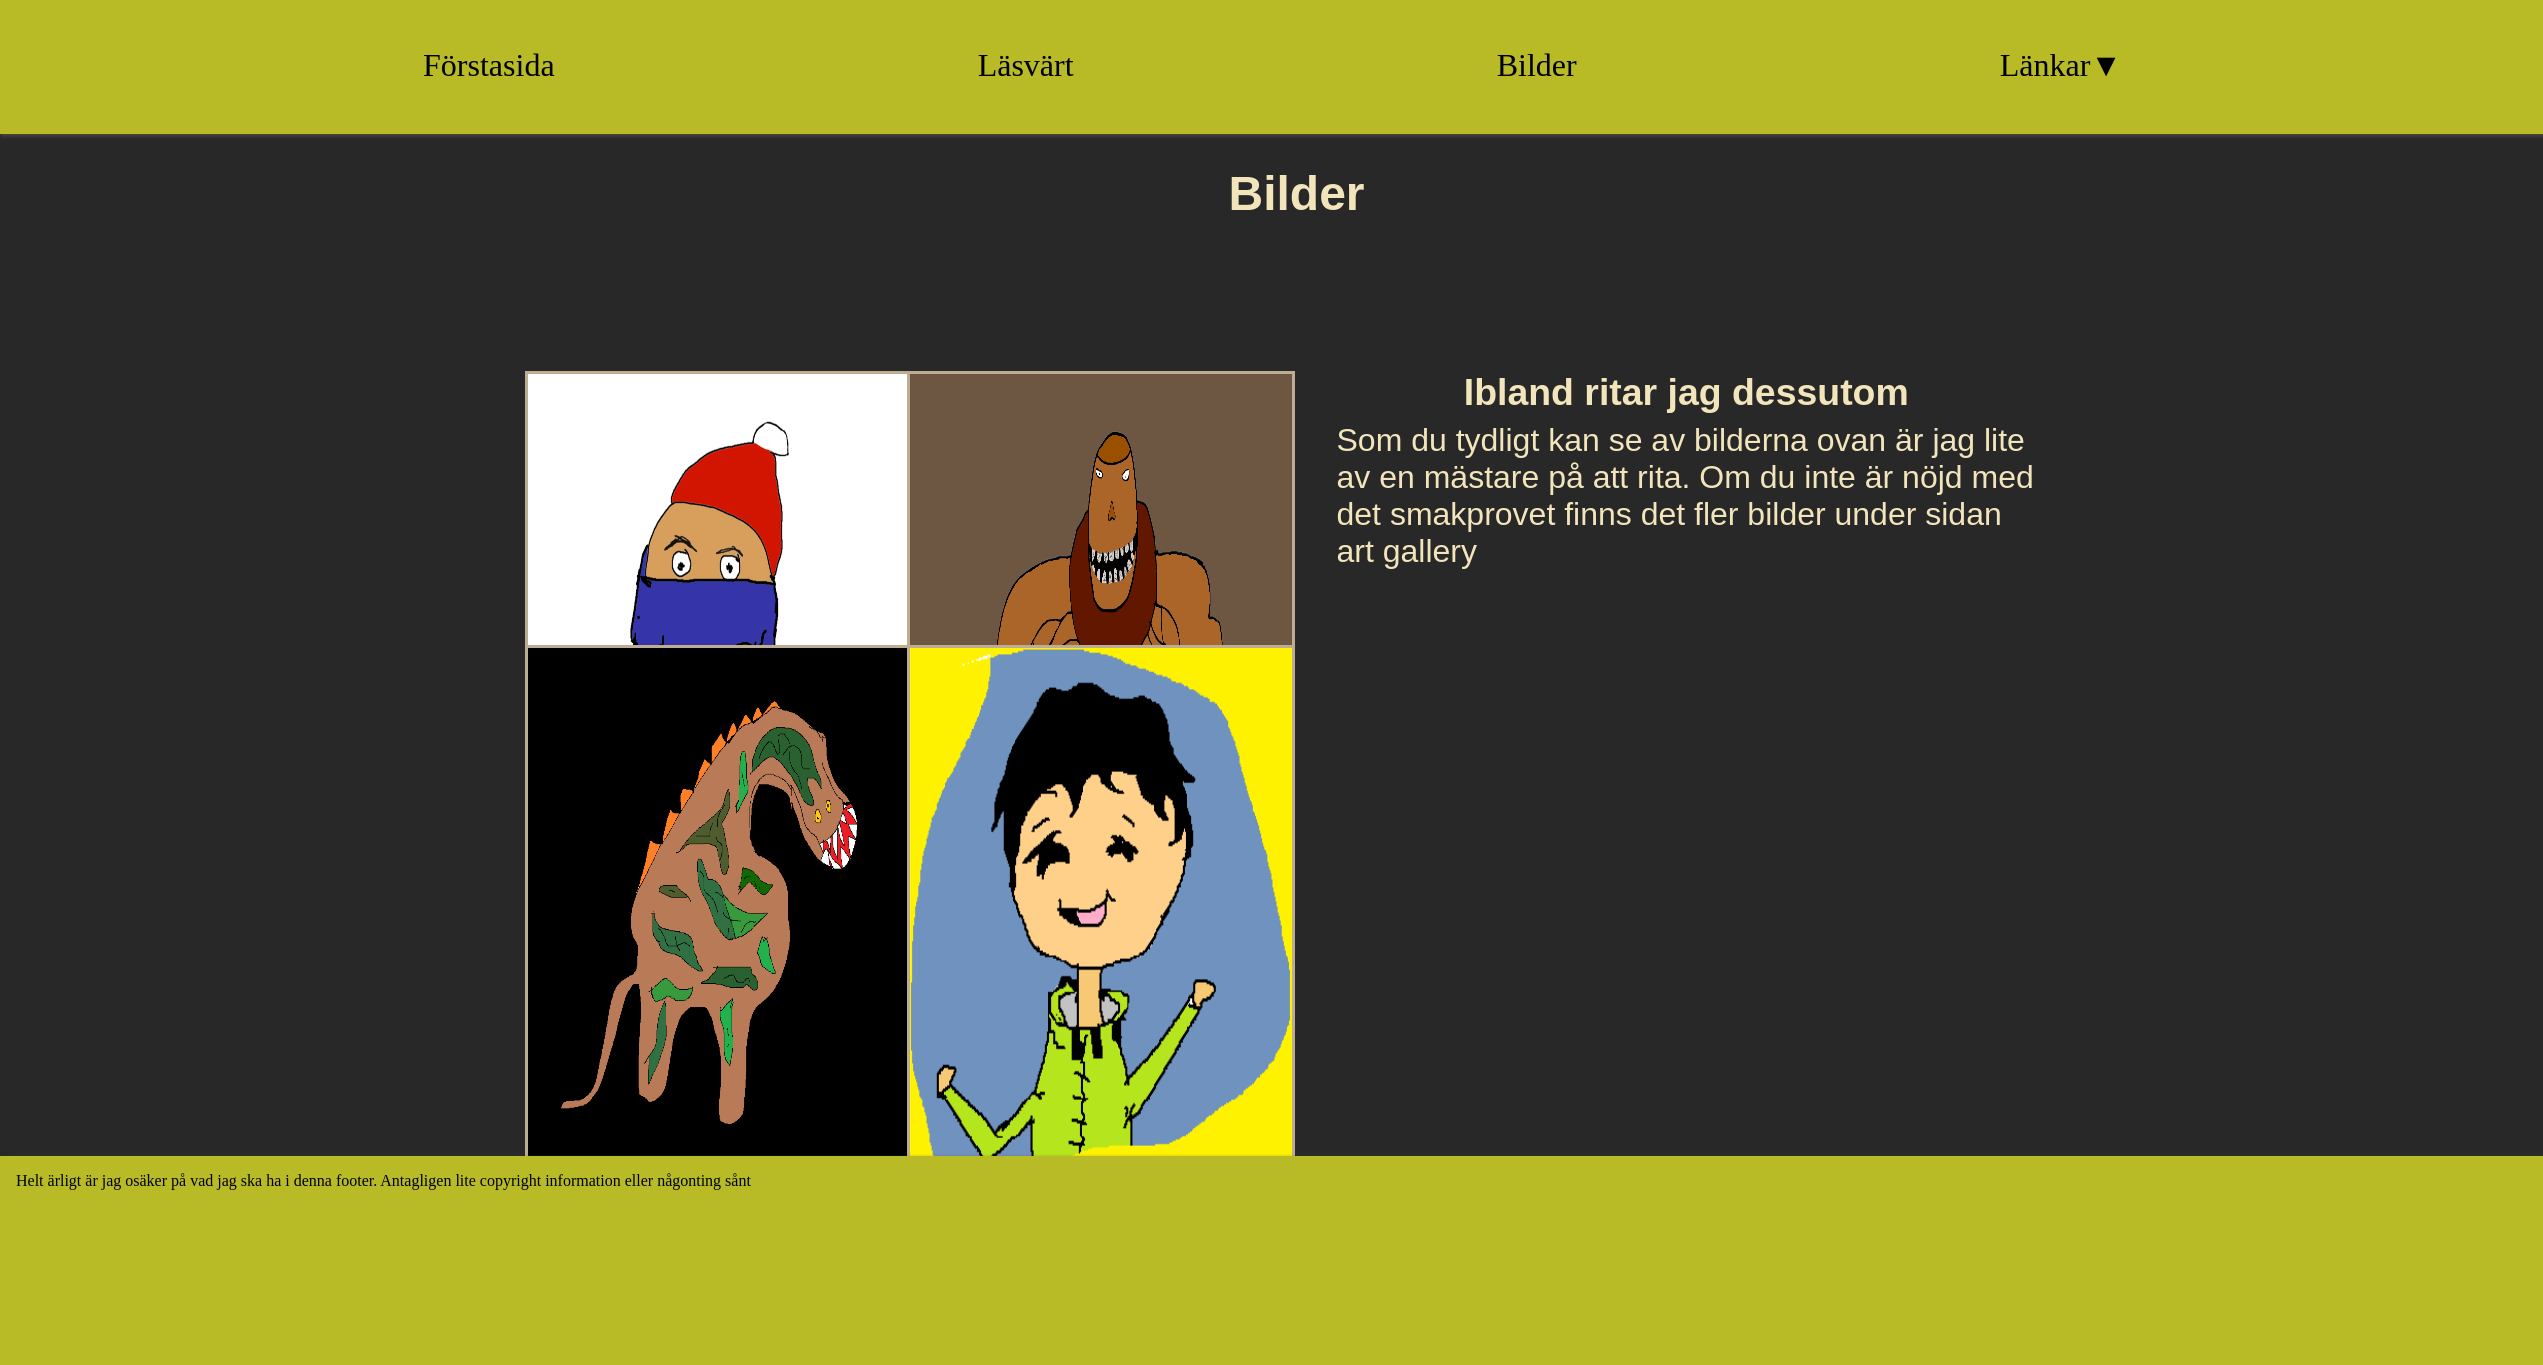 Förstasida
Läsvärt
Bilder
Länkar▼
Bilder
Ibland ritar jag dessutom
Som du tydligt kan se av bilderna ovan är jag lite
av en mästare på att rita. Om du inte är nöjd med
det smakprovet finns det fler bilder under sidan
art gallery
Helt ärligt är jag osäker på vad jag ska ha i denna footer. Antagligen lite copyright information eller någonting sånt